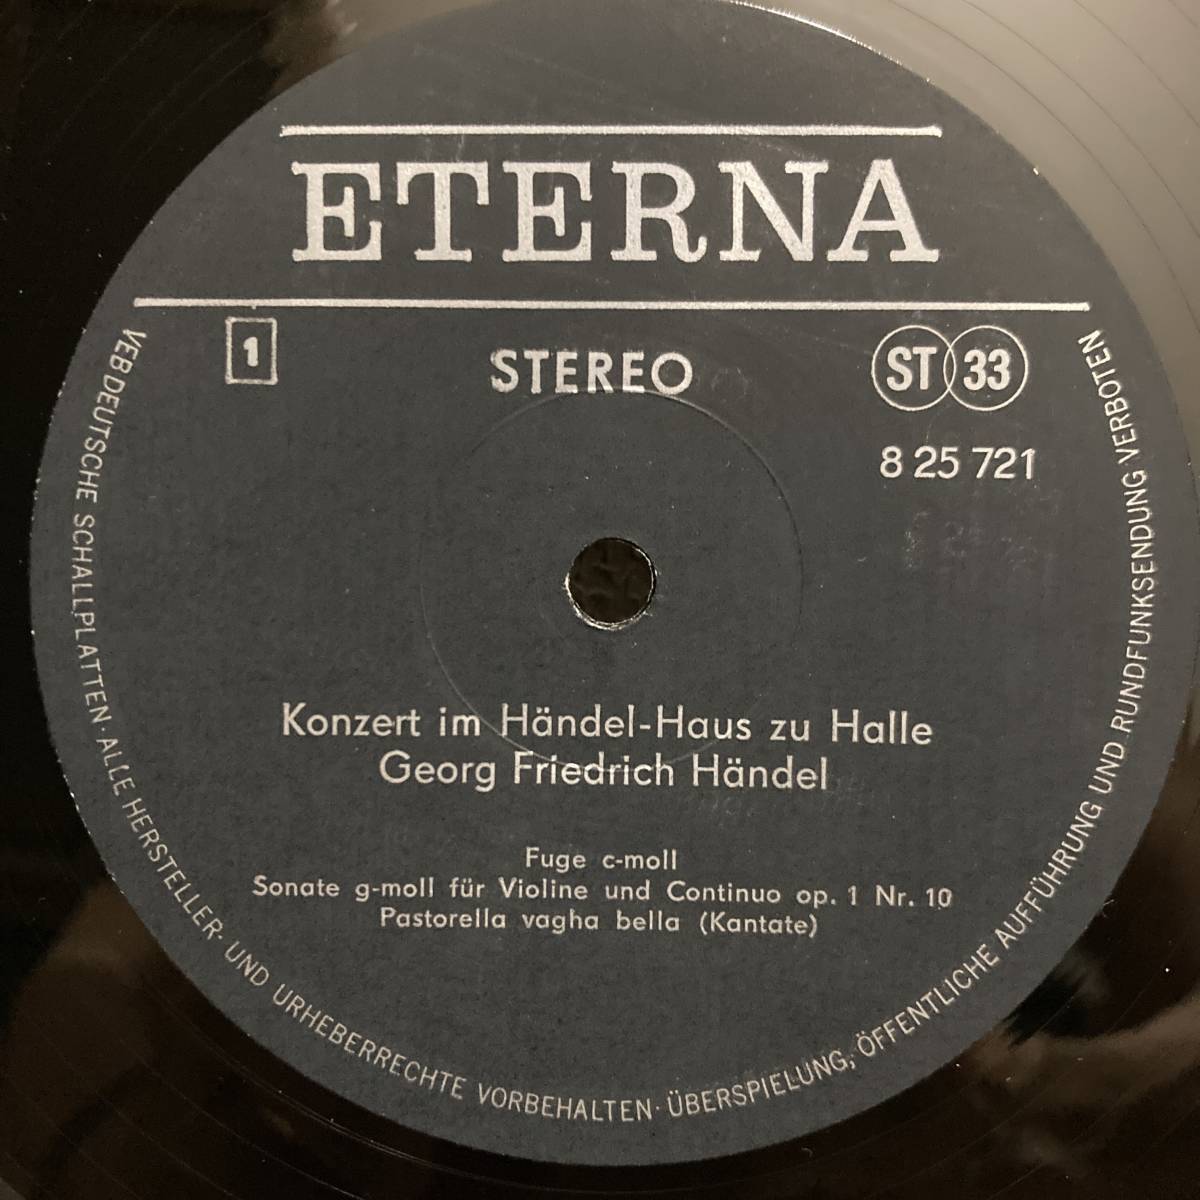 ETERNA
1
STEREO
ST 33
8 25 721
Konzert im Händel-Haus zu Halle
Georg Friedrich Händel
Fuge c-moll
Sonate g-moll für Violine und Continuo op. 1 Nr. 10
Pastorella vagha bella (Kantate)
VEB DEUTSCHE SCHALLPLATTEN · ALLE HERSTELLER- UND URHEBERRECHTE VORBEHALTEN · ÜBERSPIELUNG, ÖFFENTLICHE AUFFÜHRUNG UND RUNDFUNKSENDUNG VERBOTEN